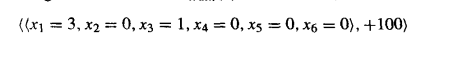 ⟨⟨x₁ = 3, x₂ = 0, x₃ = 1, x₄ = 0, x₅ = 0, x₆ = 0⟩, +100⟩